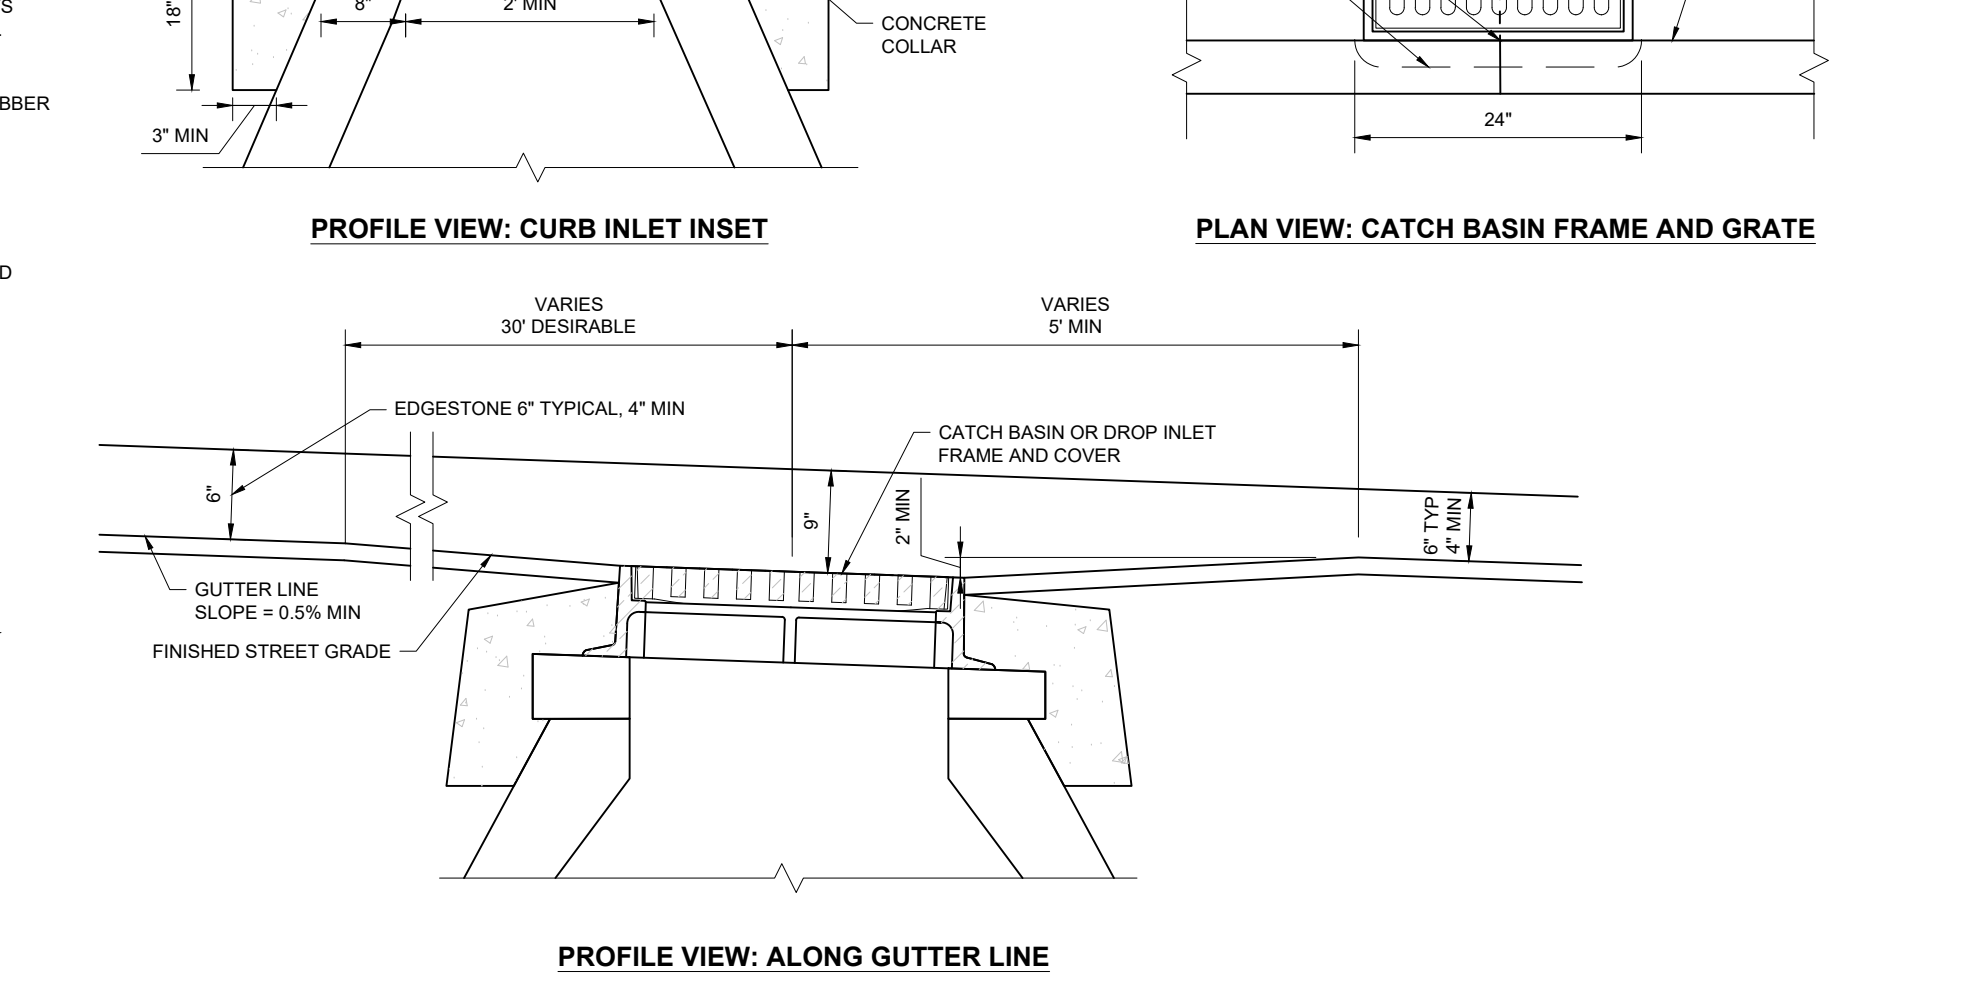 18"
8"
2' MIN
CONCRETE
COLLAR
BBER
3" MIN
24"
PROFILE VIEW: CURB INLET INSET
PLAN VIEW: CATCH BASIN FRAME AND GRATE
D
VARIES
30' DESIRABLE
VARIES
5' MIN
EDGESTONE 6" TYPICAL, 4" MIN
CATCH BASIN OR DROP INLET
FRAME AND COVER
6"
9"
2" MIN
6" TYP
4" MIN
GUTTER LINE
SLOPE = 0.5% MIN
FINISHED STREET GRADE
PROFILE VIEW: ALONG GUTTER LINE